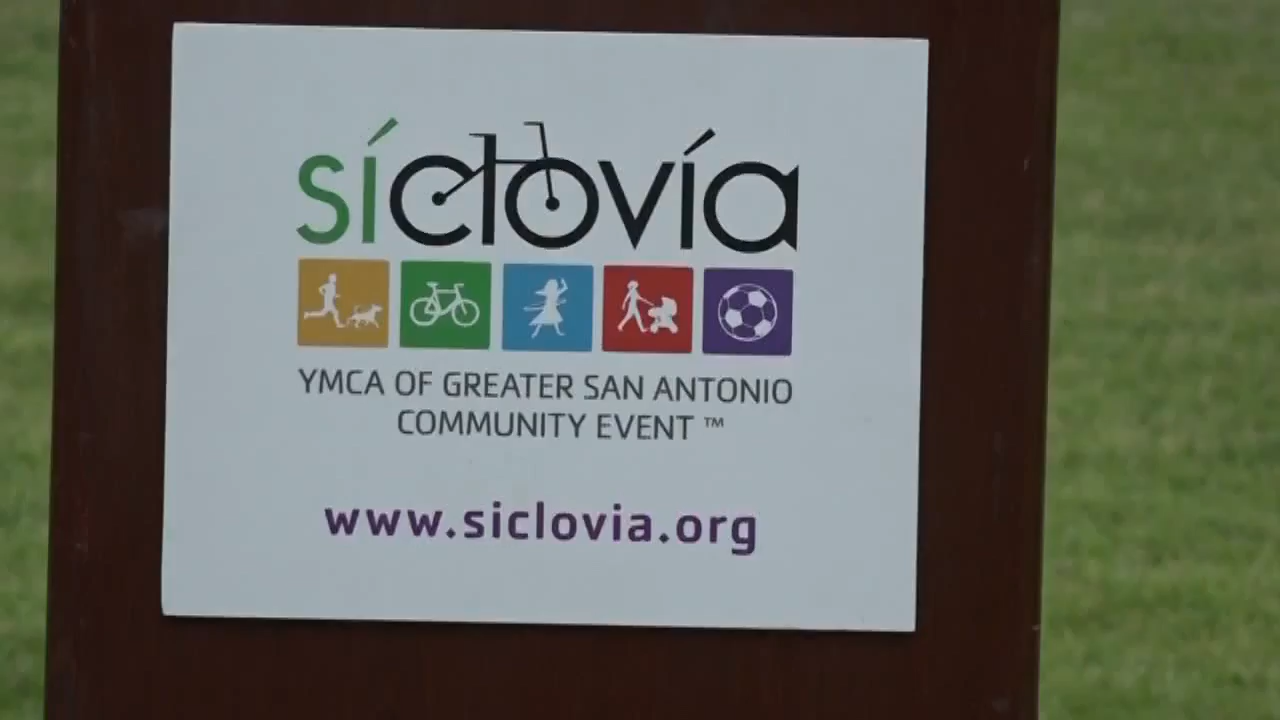 síclovía
YMCA OF GREATER SAN ANTONIO
COMMUNITY EVENT ™
www.siclovia.org